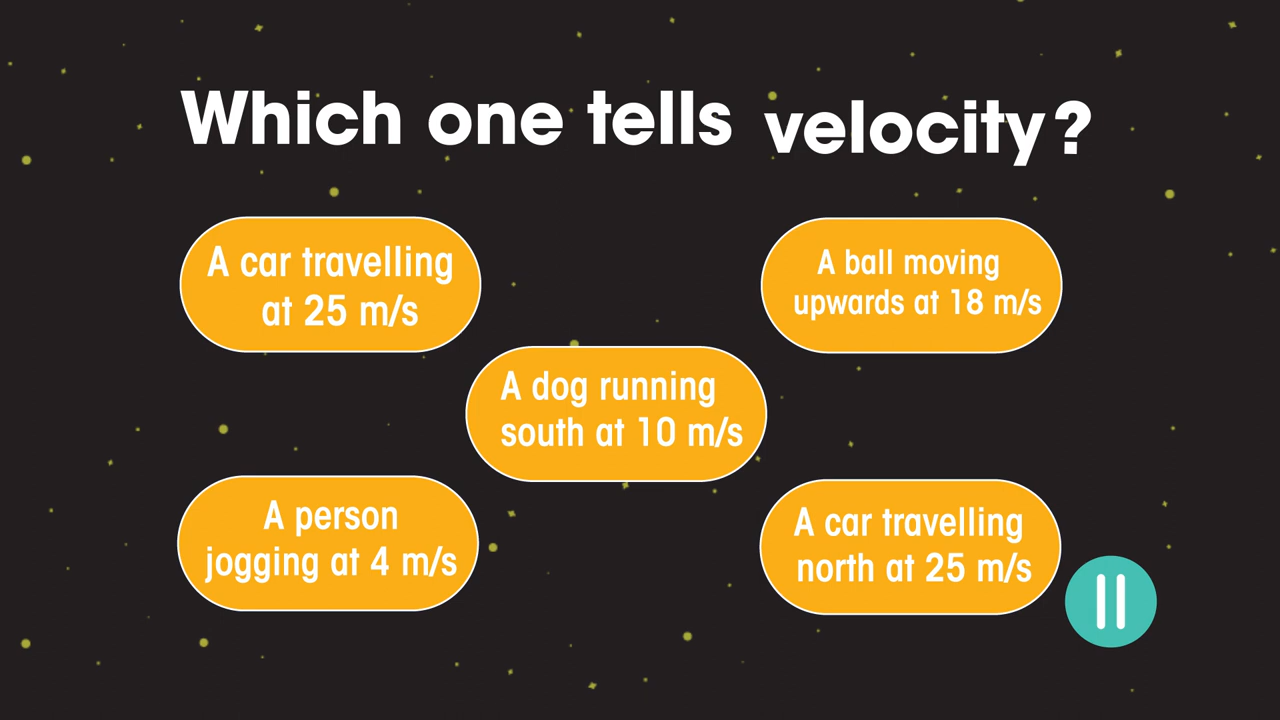 Which one tells velocity?
A car travelling
at 25 m/s
A ball moving
upwards at 18 m/s
A dog running
south at 10 m/s
A person
jogging at 4 m/s
A car travelling
north at 25 m/s